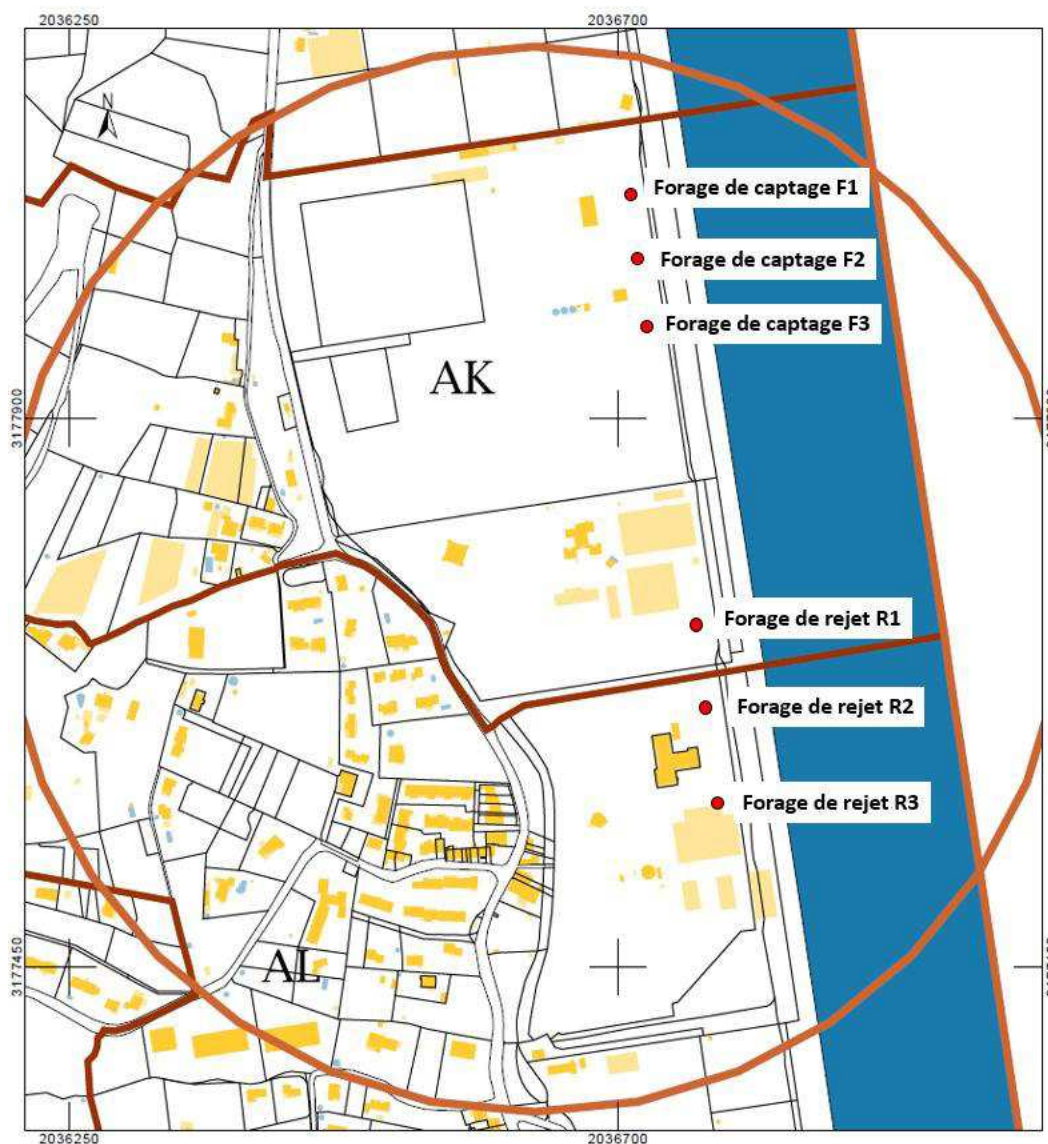 2036250 2036700
N
Forage de captage F1
Forage de captage F2
Forage de captage F3
AK
3177900
Forage de rejet R1
Forage de rejet R2
Forage de rejet R3
AL
3177450
2036250 2036700